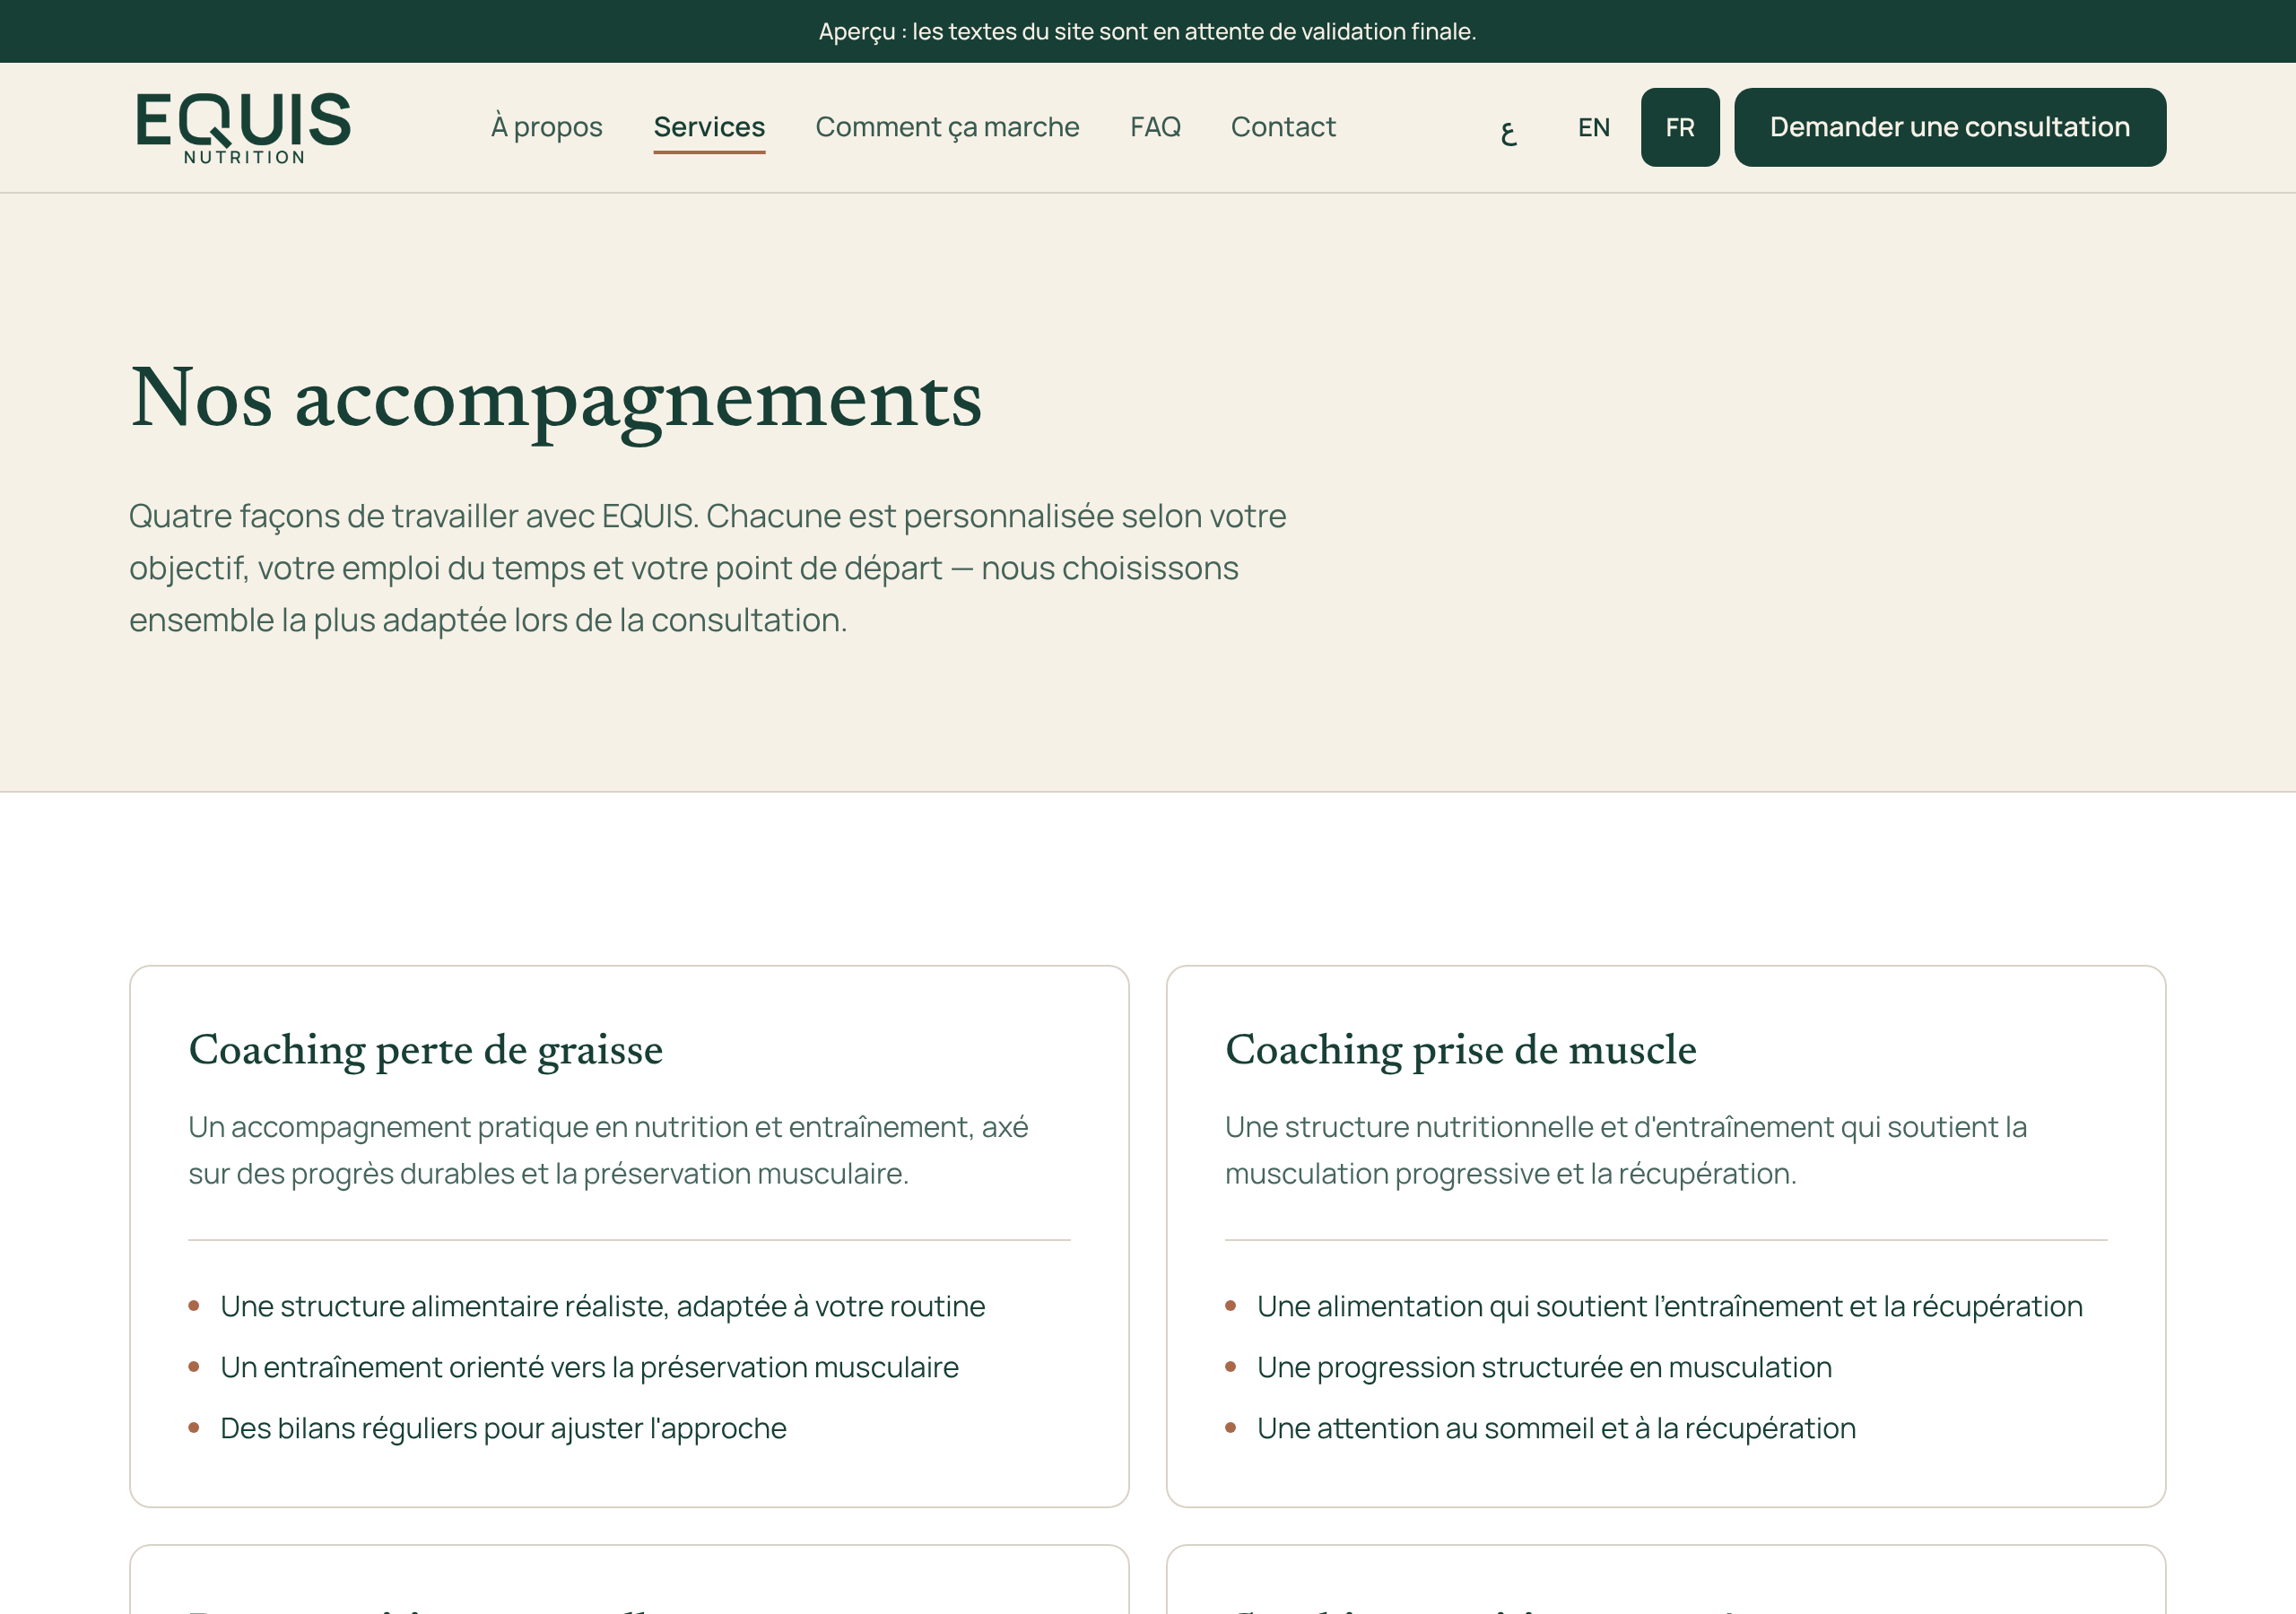 Aperçu : les textes du site sont en attente de validation finale.
EQUIS
NUTRITION
À propos
Services
Comment ça marche
FAQ
Contact
ع
EN
FR
Demander une consultation
Nos accompagnements
Quatre façons de travailler avec EQUIS. Chacune est personnalisée selon votre
objectif, votre emploi du temps et votre point de départ — nous choisissons
ensemble la plus adaptée lors de la consultation.
Coaching perte de graisse
Un accompagnement pratique en nutrition et entraînement, axé
sur des progrès durables et la préservation musculaire.
Une structure alimentaire réaliste, adaptée à votre routine
Un entraînement orienté vers la préservation musculaire
Des bilans réguliers pour ajuster l'approche
Coaching prise de muscle
Une structure nutritionnelle et d'entraînement qui soutient la
musculation progressive et la récupération.
Une alimentation qui soutient l’entraînement et la récupération
Une progression structurée en musculation
Une attention au sommeil et à la récupération